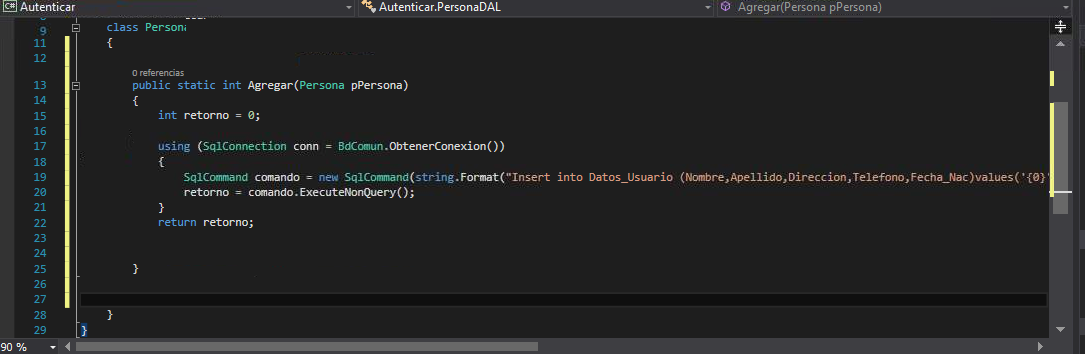 C# Autenticar Autenticar.PersonaDAL Agregar(Persona pPersona)
9 class Persona
11 {
12
0 referencias
13 public static int Agregar(Persona pPersona)
14 {
15 int retorno = 0;
16
17 using (SqlConnection conn = BdComun.ObtenerConexion())
18 {
19 SqlCommand comando = new SqlCommand(string.Format("Insert into Datos_Usuario (Nombre,Apellido,Direccion,Telefono,Fecha_Nac)values('{0}'
20 retorno = comando.ExecuteNonQuery();
21 }
22 return retorno;
23
24
25 }
26
27
28 }
29 }
90 %